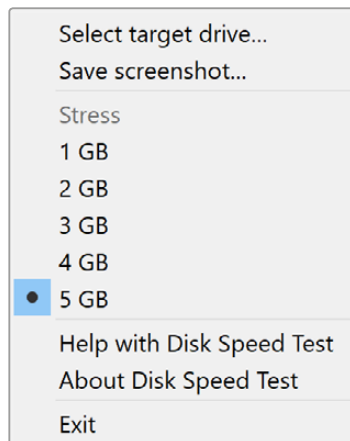 Select target drive...
Save screenshot...
Stress
1 GB
2 GB
3 GB
4 GB
5 GB
Help with Disk Speed Test
About Disk Speed Test
Exit